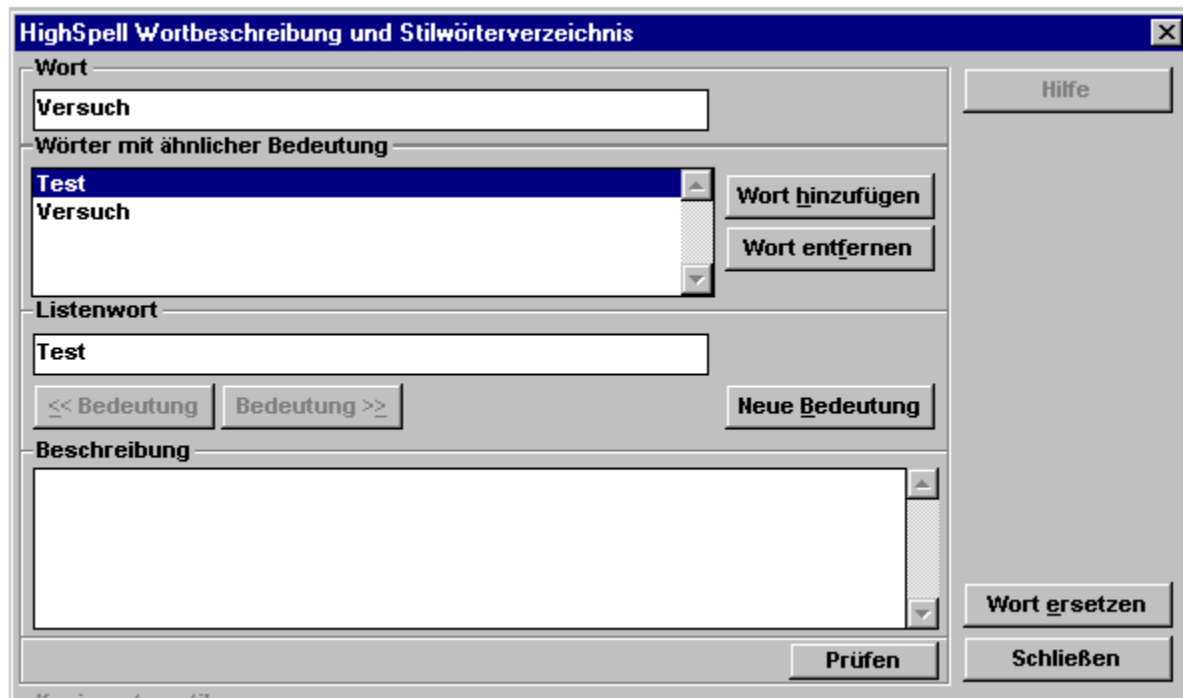 HighSpell Wortbeschreibung und Stilwörterverzeichnis
Wort
Versuch
Hilfe
Wörter mit ähnlicher Bedeutung
Test
Versuch
Wort hinzufügen
Wort entfernen
Listenwort
Test
<< Bedeutung
Bedeutung >>
Neue Bedeutung
Beschreibung
Wort ersetzen
Prüfen
Schließen